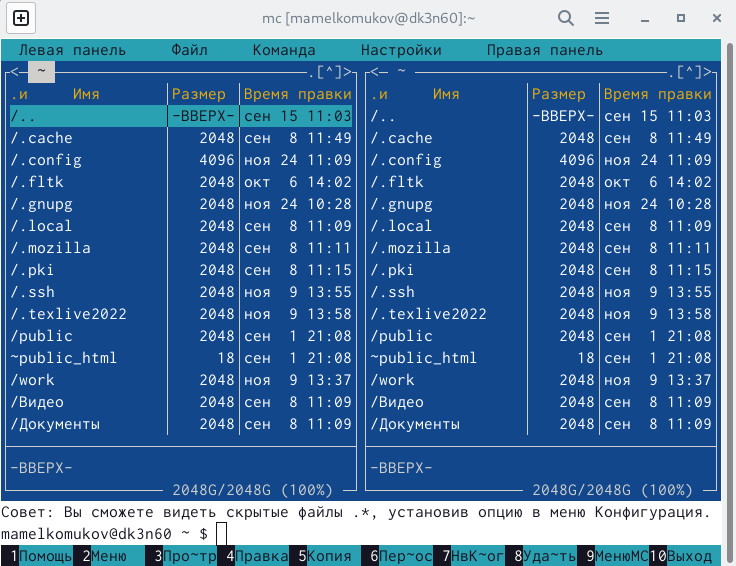 mc [mamelkomukov@dk3n60]:~
Левая панель Файл Команда Настройки Правая панель
<— ~ .[^]> <— ~ .[^]>
.и Имя Размер Время правки .и Имя Размер Время правки
/.. -ВВЕРХ- сен 15 11:03 /.. -ВВЕРХ- сен 15 11:03
/.cache 2048 сен 8 11:49 /.cache 2048 сен 8 11:49
/.config 4096 ноя 24 11:09 /.config 4096 ноя 24 11:09
/.fltk 2048 окт 6 14:02 /.fltk 2048 окт 6 14:02
/.gnupg 2048 ноя 24 10:28 /.gnupg 2048 ноя 24 10:28
/.local 2048 сен 8 11:09 /.local 2048 сен 8 11:09
/.mozilla 2048 сен 8 11:11 /.mozilla 2048 сен 8 11:11
/.pki 2048 сен 8 11:15 /.pki 2048 сен 8 11:15
/.ssh 2048 ноя 9 13:55 /.ssh 2048 ноя 9 13:55
/.texlive2022 2048 ноя 9 13:58 /.texlive2022 2048 ноя 9 13:58
/public 2048 сен 1 21:08 /public 2048 сен 1 21:08
~public_html 18 сен 1 21:08 ~public_html 18 сен 1 21:08
/work 2048 ноя 9 13:37 /work 2048 ноя 9 13:37
/Видео 2048 сен 8 11:09 /Видео 2048 сен 8 11:09
/Документы 2048 сен 8 11:09 /Документы 2048 сен 8 11:09
-ВВЕРХ- -ВВЕРХ-
2048G/2048G (100%) 2048G/2048G (100%)
Совет: Вы сможете видеть скрытые файлы .*, установив опцию в меню Конфигурация.
mamelkomukov@dk3n60 ~ $
1Помощь 2Меню 3Про~тр 4Правка 5Копия 6Пер~ос 7НвК~ог 8Уда~ть 9МенюMC 10Выход